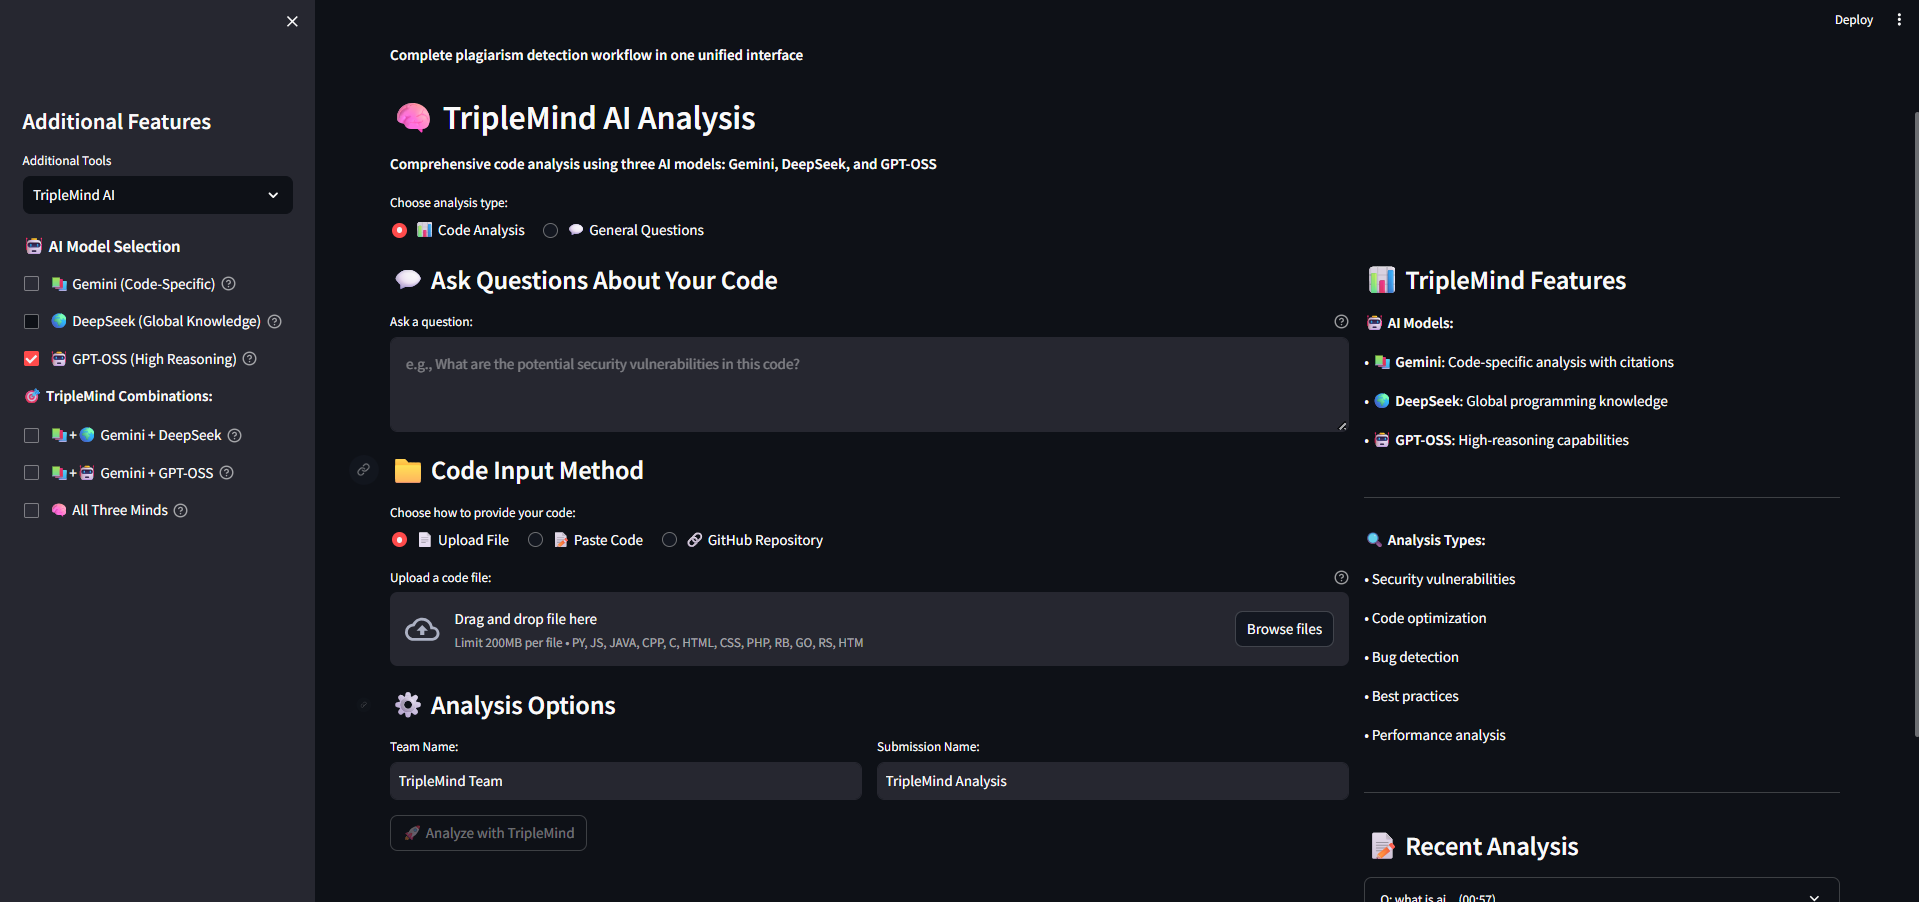 Deploy
Complete plagiarism detection workflow in one unified interface
Additional Features
Additional Tools
TripleMind AI
AI Model Selection
Gemini (Code-Specific)
DeepSeek (Global Knowledge)
GPT-OSS (High Reasoning)
TripleMind Combinations:
+ Gemini + DeepSeek
+ Gemini + GPT-OSS
All Three Minds
TripleMind AI Analysis
Comprehensive code analysis using three AI models: Gemini, DeepSeek, and GPT-OSS
Choose analysis type:
Code Analysis General Questions
Ask Questions About Your Code
Ask a question:
e.g., What are the potential security vulnerabilities in this code?
Code Input Method
Choose how to provide your code:
Upload File Paste Code GitHub Repository
Upload a code file:
Drag and drop file here
Limit 200MB per file • PY, JS, JAVA, CPP, C, HTML, CSS, PHP, RB, GO, RS, HTM
Browse files
Analysis Options
Team Name: Submission Name:
TripleMind Team TripleMind Analysis
Analyze with TripleMind
TripleMind Features
AI Models:
• Gemini: Code-specific analysis with citations
• DeepSeek: Global programming knowledge
• GPT-OSS: High-reasoning capabilities
Analysis Types:
• Security vulnerabilities
• Code optimization
• Bug detection
• Best practices
• Performance analysis
Recent Analysis
Q: what is ai... (00:57)